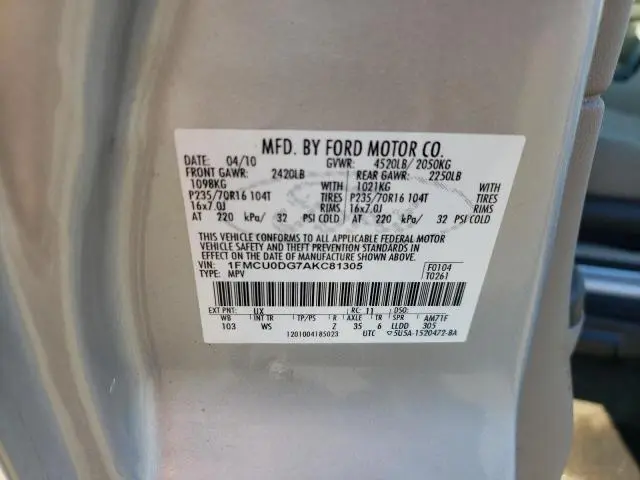 MFD. BY FORD MOTOR CO.
DATE: 04/10 GVWR: 4520LB/ 2050KG
FRONT GAWR: 2420LB REAR GAWR: 2250LB
1098KG WITH 1021KG WITH
P235/70R16 104T TIRES P235/70R16 104T TIRES
16x7.0J RIMS 16x7.0J RIMS
AT 220 kPa/ 32 PSI COLD AT 220 kPa/ 32 PSI COLD
THIS VEHICLE CONFORMS TO ALL APPLICABLE FEDERAL MOTOR
VEHICLE SAFETY AND THEFT PREVENTION STANDARDS IN
EFFECT ON THE DATE OF MANUFACTURE SHOWN ABOVE.
VIN: 1FMCU0DG7AKC81305 F0104
TYPE: MPV T0261
EXT PNT: UX RC: 11 DSO:
WB INT TR TP/PS R AXLE TR SPR AM71F
103 WS Z 35 6 LLDD 305
1201004185023 UTC 5U5A-1520472-BA